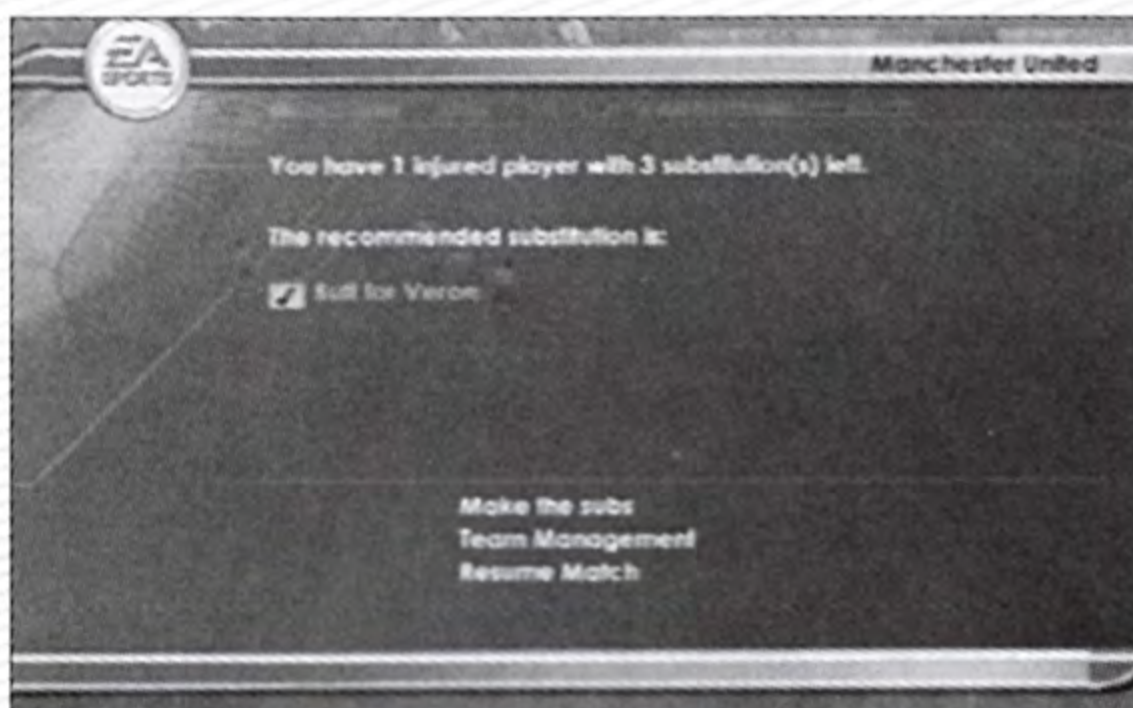 EA
SPORTS
Manchester United
You have 1 injured player with 3 substitution(s) left.
The recommended substitution is:
Butt for Veron
Make the subs
Team Management
Resume Match